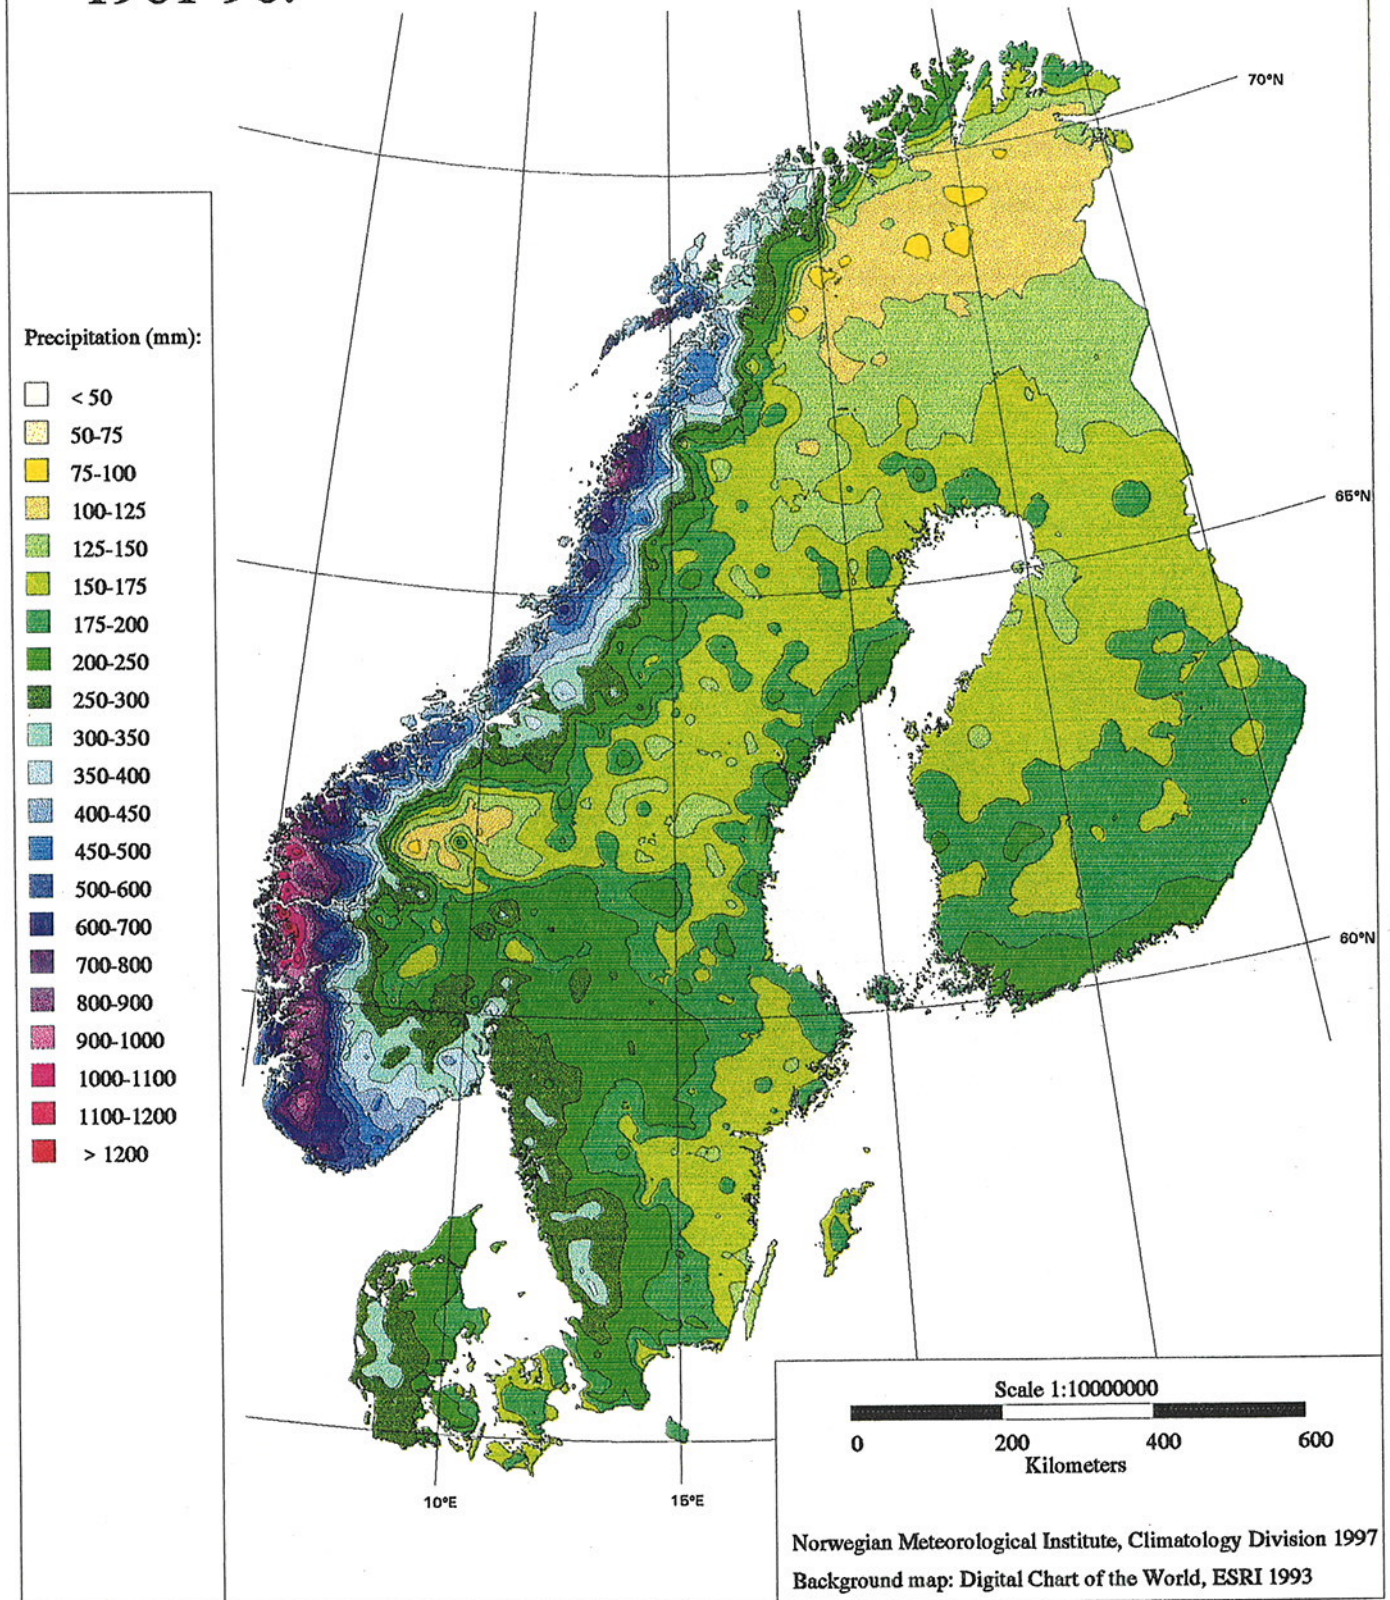 1961-90.
70°N
Precipitation (mm):
< 50
50-75
75-100
100-125
125-150
150-175
175-200
200-250
250-300
300-350
350-400
400-450
450-500
500-600
600-700
700-800
800-900
900-1000
1000-1100
1100-1200
> 1200
65°N
60°N
Scale 1:10000000
0 200 400 600
Kilometers
10°E 15°E
Norwegian Meteorological Institute, Climatology Division 1997
Background map: Digital Chart of the World, ESRI 1993